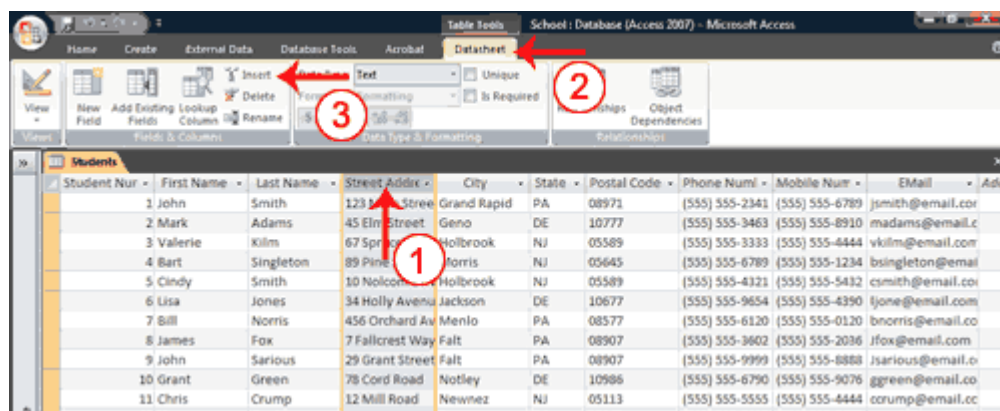 Table Tools School : Database (Access 2007) - Microsoft Access
Home Create External Data Database Tools Acrobat Datasheet
2
View
New Field
Add Existing Fields
Lookup Column
Insert
Delete
Rename
Text
Formatting
3
Unique
Is Required
Object Dependencies
Views Fields & Columns Data Type & Formatting Relationships
Students
Student Nur First Name Last Name Street Addre City State Postal Code Phone Numl Mobile Num EMail
1 John Smith 123 Stree Grand Rapid PA 08971 (555) 555-2341 (555) 555-6789 jsmith@email.cor
2 Mark Adams 45 Elm Street Geno DE 10777 (555) 555-3463 (555) 555-8910 madams@email.c
3 Valerie Kilm 67 Holbrook NJ 05589 (555) 555-3333 (555) 555-4444 vkilm@email.com
4 Bart Singleton 89 Pine Morris NJ 05645 (555) 555-6789 (555) 555-1234 bsingleton@emai
1
5 Cindy Smith 10 Holbrook NJ 05589 (555) 555-4321 (555) 555-5432 csmith@email.co
6 Lisa Jones 34 Holly Avenu Jackson DE 10677 (555) 555-9654 (555) 555-4390 ljone@email.com
7 Bill Norris 456 Orchard Av Menlo PA 08577 (555) 555-6120 (555) 555-0120 bnorris@email.co
8 James Fox 7 Fallcrest Way Falt PA 08907 (555) 555-3602 (555) 555-2036 Jfox@email.com
9 John Sarious 29 Grant Street Falt PA 08907 (555) 555-9999 (555) 555-8888 Jsarious@email.c
10 Grant Green 78 Cord Road Notley DE 10986 (555) 555-6790 (555) 555-9076 ggreen@email.co
11 Chris Crump 12 Mill Road Newnez NJ 05113 (555) 555-5555 (555) 555-4444 ccrump@email.cc